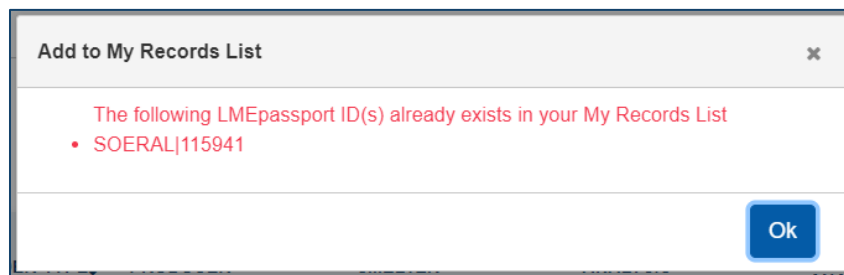 Add to My Records List ×
The following LMEpassport ID(s) already exists in your My Records List
• SOERAL|115941
Ok